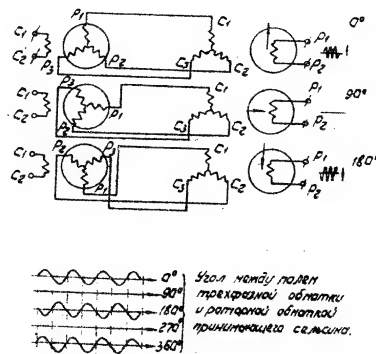 P₁ C₁ 0°
C₁ C₂ P₃ P₂ C₃ C₂ P₁ P₂
P₃ C₁ 90°
C₁ C₂ P₂ P₁ C₃ C₂ P₁ P₂
C₁ P₂ P₃ C₁ 180°
C₂ P₁ C₃ C₂ P₁ P₂
0°
90°
180°
270°
360°
Угол между полем
трехфазной обмотки
и роторной обмоткой
принимающего сельсина.